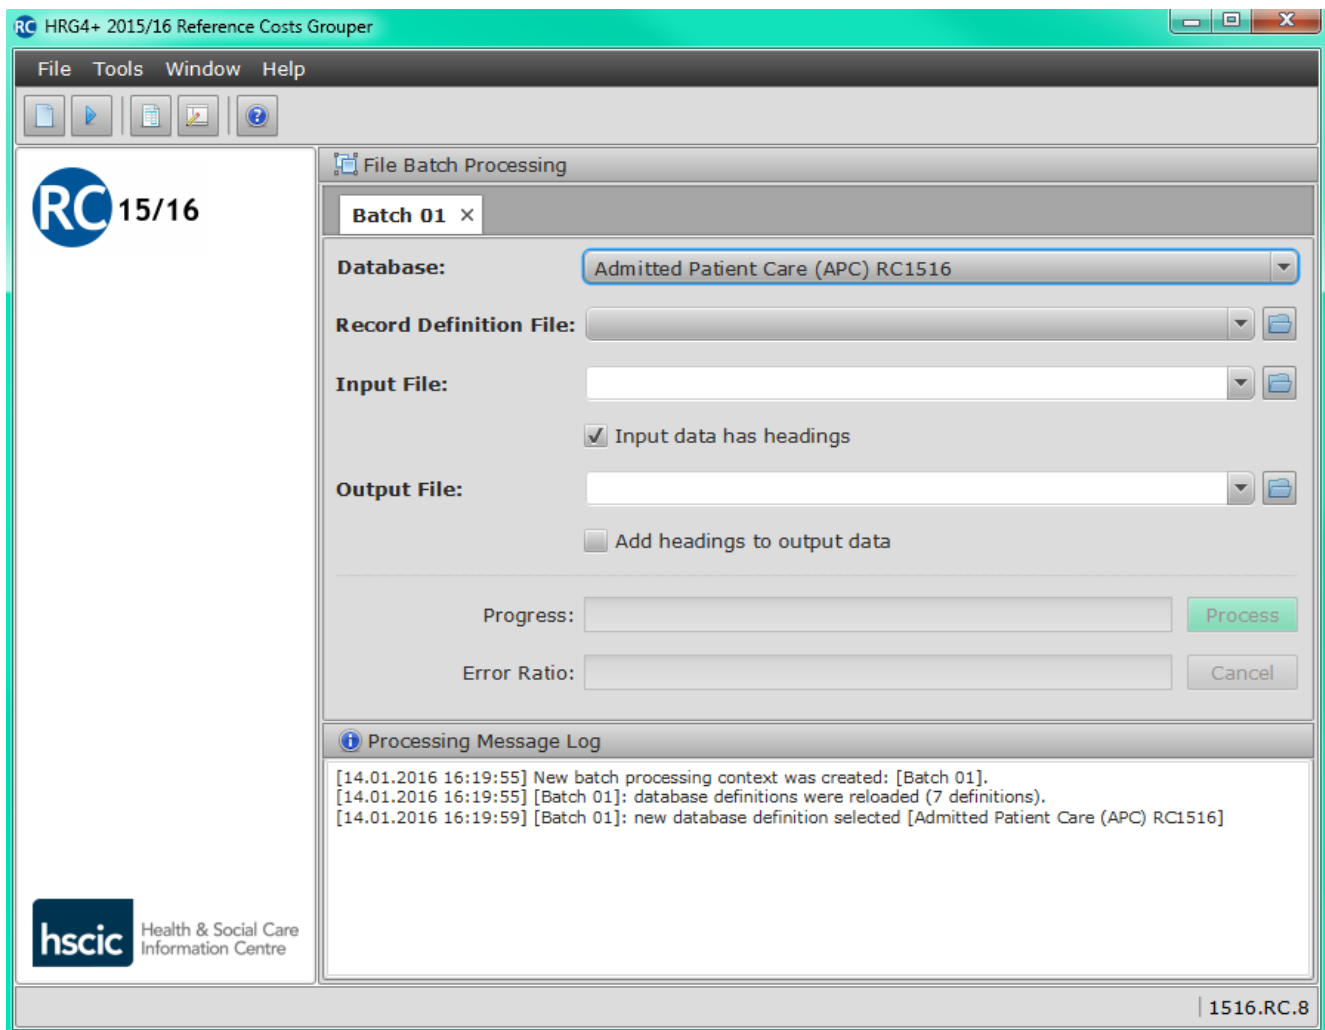 RC HRG4+ 2015/16 Reference Costs Grouper
File Tools Window Help
RC 15/16
File Batch Processing
Batch 01 ×
Database: Admitted Patient Care (APC) RC1516
Record Definition File:
Input File:
Input data has headings
Output File:
Add headings to output data
Progress: Process
Error Ratio: Cancel
Processing Message Log
[14.01.2016 16:19:55] New batch processing context was created: [Batch 01].
[14.01.2016 16:19:55] [Batch 01]: database definitions were reloaded (7 definitions).
[14.01.2016 16:19:59] [Batch 01]: new database definition selected [Admitted Patient Care (APC) RC1516]
hscic Health & Social Care
Information Centre
1516.RC.8